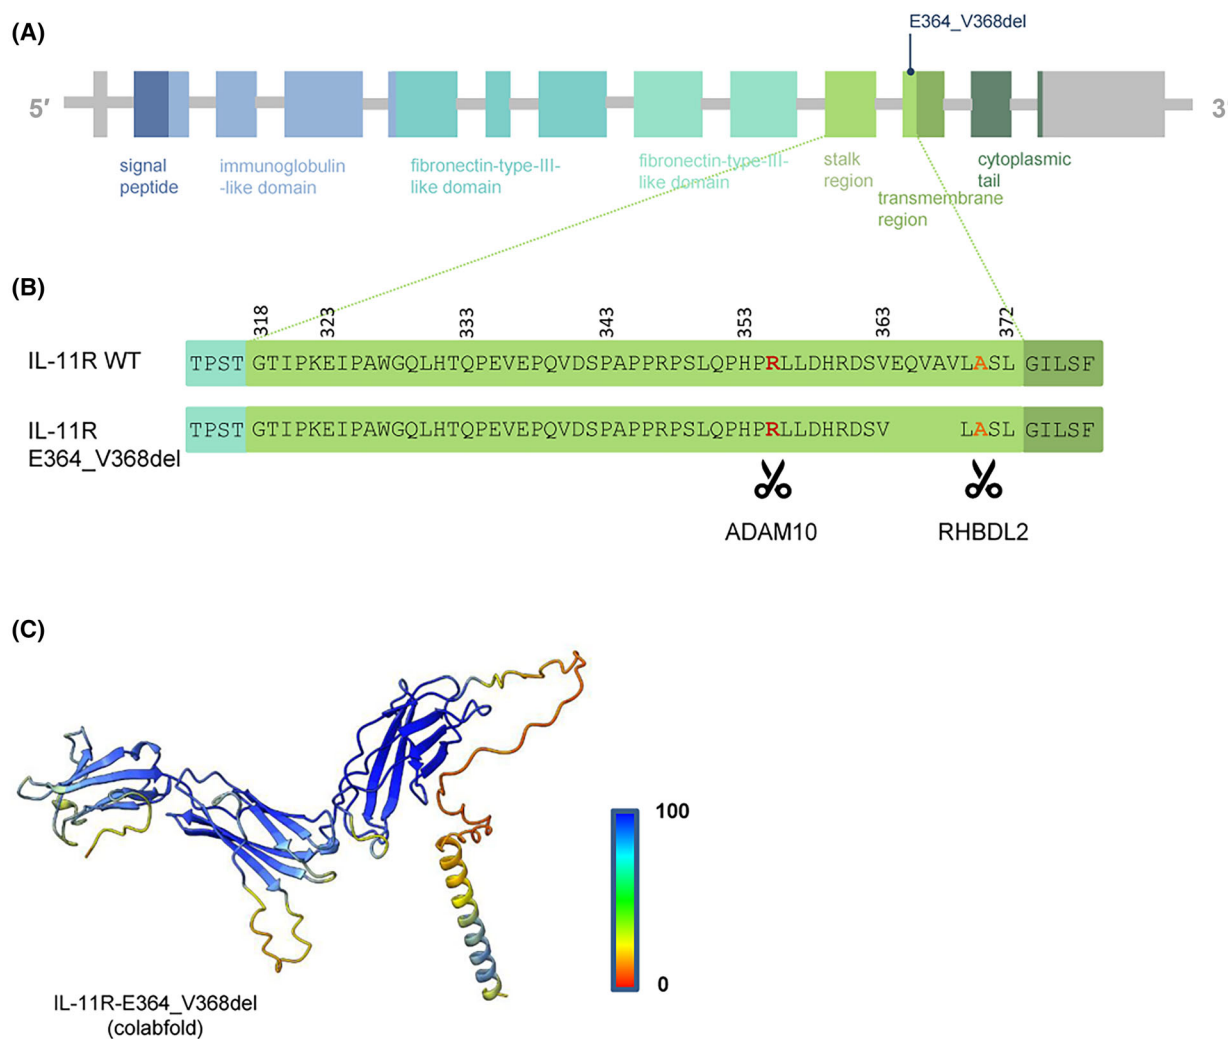 (A)
E364_V368del
5′
3
signal
peptide
immunoglobulin
-like domain
fibronectin-type-III-
like domain
fibronectin-type-III-
like domain
stalk
region
transmembrane
region
cytoplasmic
tail
(B)
318 323 333 343 353 363 372
IL-11R WT
TPST GTIPKEIPAWGQLHTQPEVEPQVDSPAPPRPSLQPHPRLLDHRDSVEQVAVLASL GILSF
IL-11R
E364_V368del
TPST GTIPKEIPAWGQLHTQPEVEPQVDSPAPPRPSLQPHPRLLDHRDSV LASL GILSF
ADAM10 RHBDL2
(C)
100
0
IL-11R-E364_V368del
(colabfold)